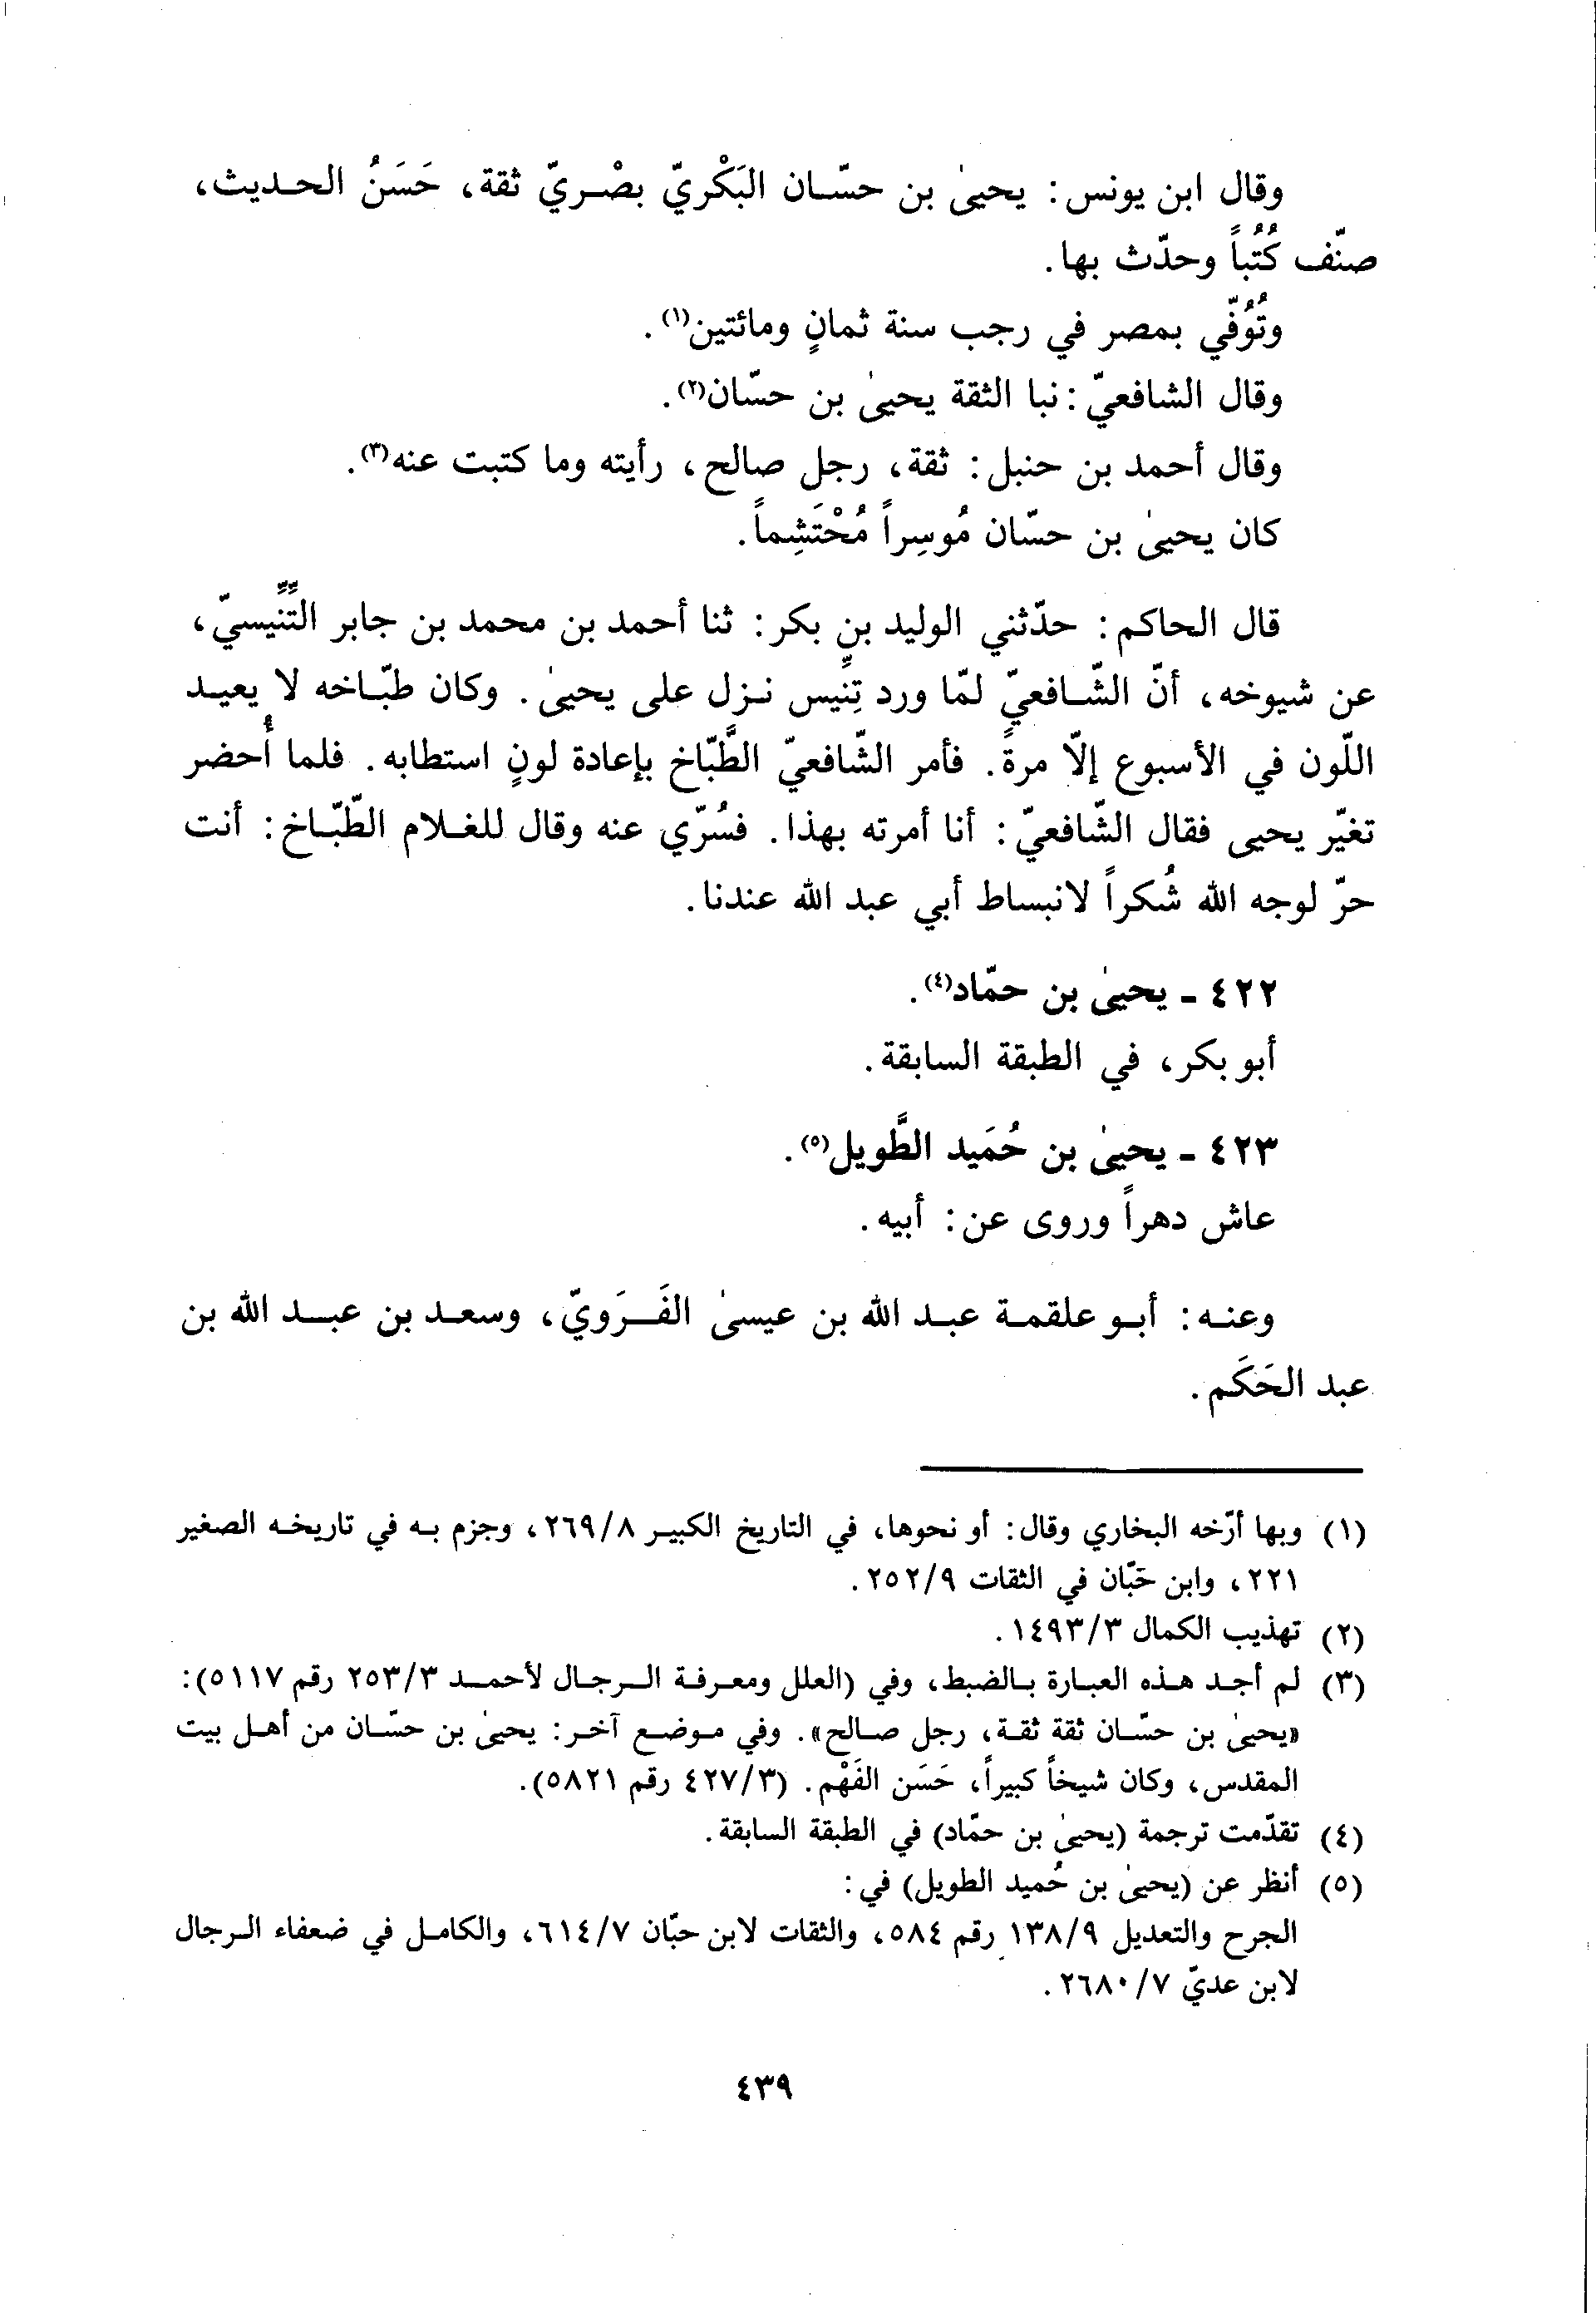 وقال ابن يونس: يحيىٰ بن حسّان البَكْريّ بصْريّ ثقة، حَسَنُ الحديث،
صنّف كُتُباً وحدّث بها.
وتُوُفّي بمصر في رجب سنة ثمانٍ ومائتين(١).
وقال الشافعيّ: نبا الثقة يحيىٰ بن حسّان(٢).
وقال أحمد بن حنبل: ثقة، رجل صالح، رأيته وما كتبت عنه(٣).
كان يحيىٰ بن حسّان مُوسِراً مُحْتَشِماً.
قال الحاكم: حدّثني الوليد بن بكر: ثنا أحمد بن محمد بن جابر التِّنِّيسيّ،
عن شيوخه، أنّ الشّافعيّ لمّا ورد تِنِّيس نزل على يحيىٰ. وكان طبّاخه لا يعيد
اللّون في الأسبوع إلّا مرةً. فأمر الشّافعيّ الطَّبّاخ بإعادة لونٍ استطابه. فلما أُحضر
تغيّر يحيى فقال الشّافعيّ: أنا أمرته بهذا. فسُرّي عنه وقال للغلام الطّبّاخ: أنت
حرّ لوجه الله شُكراً لانبساط أبي عبد الله عندنا.
٤٢٢ - يحيىٰ بن حمّاد(٤).
أبو بكر، في الطبقة السابقة.
٤٢٣ - يحيىٰ بن حُمَيد الطَّويل(٥).
عاش دهراً وروى عن: أبيه.
وعنه: أبو علقمة عبد الله بن عيسىٰ الفَرَويّ، وسعد بن عبد الله بن
عبد الحَكَم.
(١) وبها أرّخه البخاري وقال: أو نحوها، في التاريخ الكبير ٢٦٩/٨، وجزم به في تاريخه الصغير
٢٢١، وابن حَبّان في الثقات ٢٥٢/٩.
(٢) تهذيب الكمال ١٤٩٣/٣.
(٣) لم أجد هذه العبارة بالضبط، وفي (العلل ومعرفة الرجال لأحمد ٢٥٣/٣ رقم ٥١١٧):
«يحيىٰ بن حسّان ثقة ثقة، رجل صالح». وفي موضع آخر: يحيىٰ بن حسّان من أهل بيت
المقدس، وكان شيخاً كبيراً، حَسَن الفَهْم. (٤٢٧/٣ رقم ٥٨٢١).
(٤) تقدّمت ترجمة (يحيىٰ بن حمّاد) في الطبقة السابقة.
(٥) أنظر عن (يحيىٰ بن حُميد الطويل) في:
الجرح والتعديل ١٣٨/٩ رقم ٥٨٤، والثقات لابن حبّان ٦١٤/٧، والكامل في ضعفاء الرجال
لابن عديّ ٢٦٨٠/٧.
٤٣٩